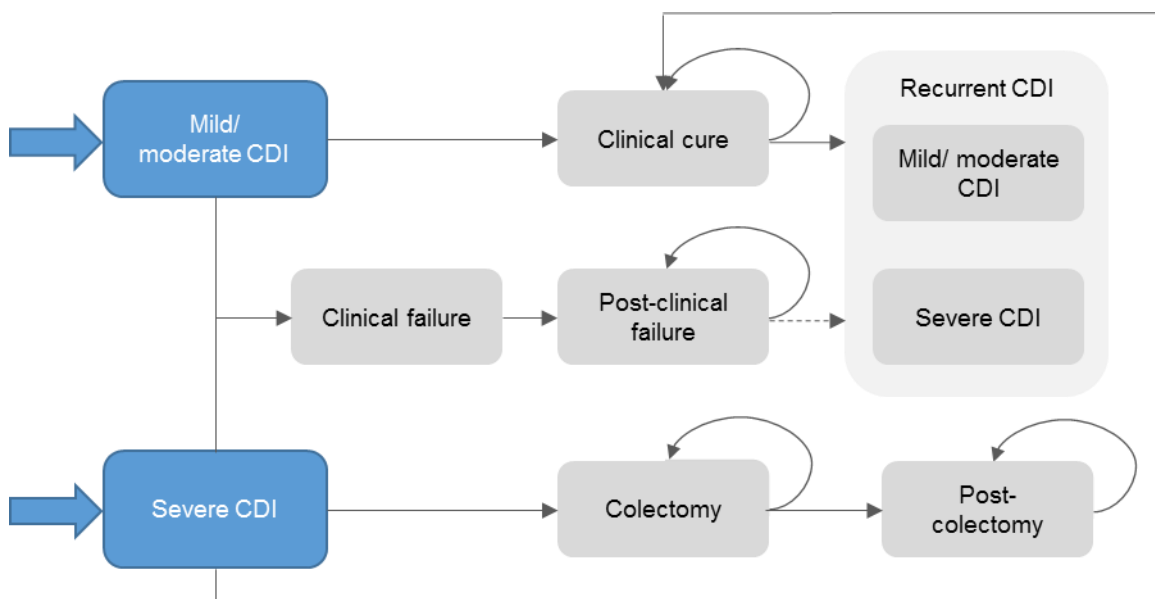 Mild/
moderate CDI
Clinical cure
Recurrent CDI
Mild/ moderate
CDI
Clinical failure
Post-clinical
failure
Severe CDI
Severe CDI
Colectomy
Post-
colectomy